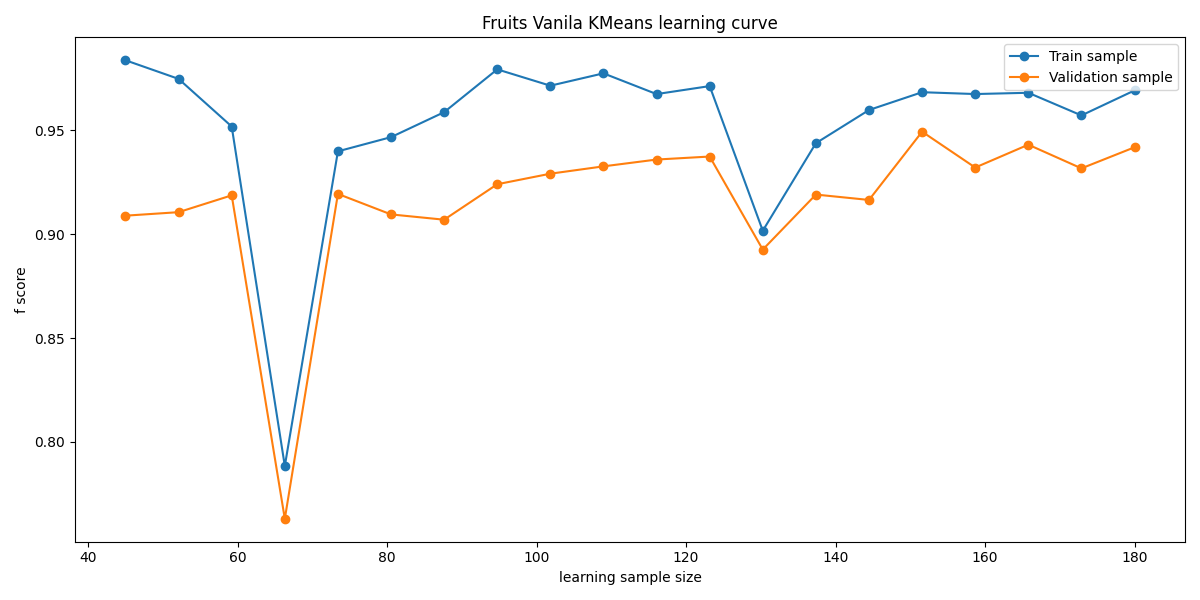 Fruits Vanila KMeans learning curve
Train sample
Validation sample
f score
0.95
0.90
0.85
0.80
40 60 80 100 120 140 160 180
learning sample size